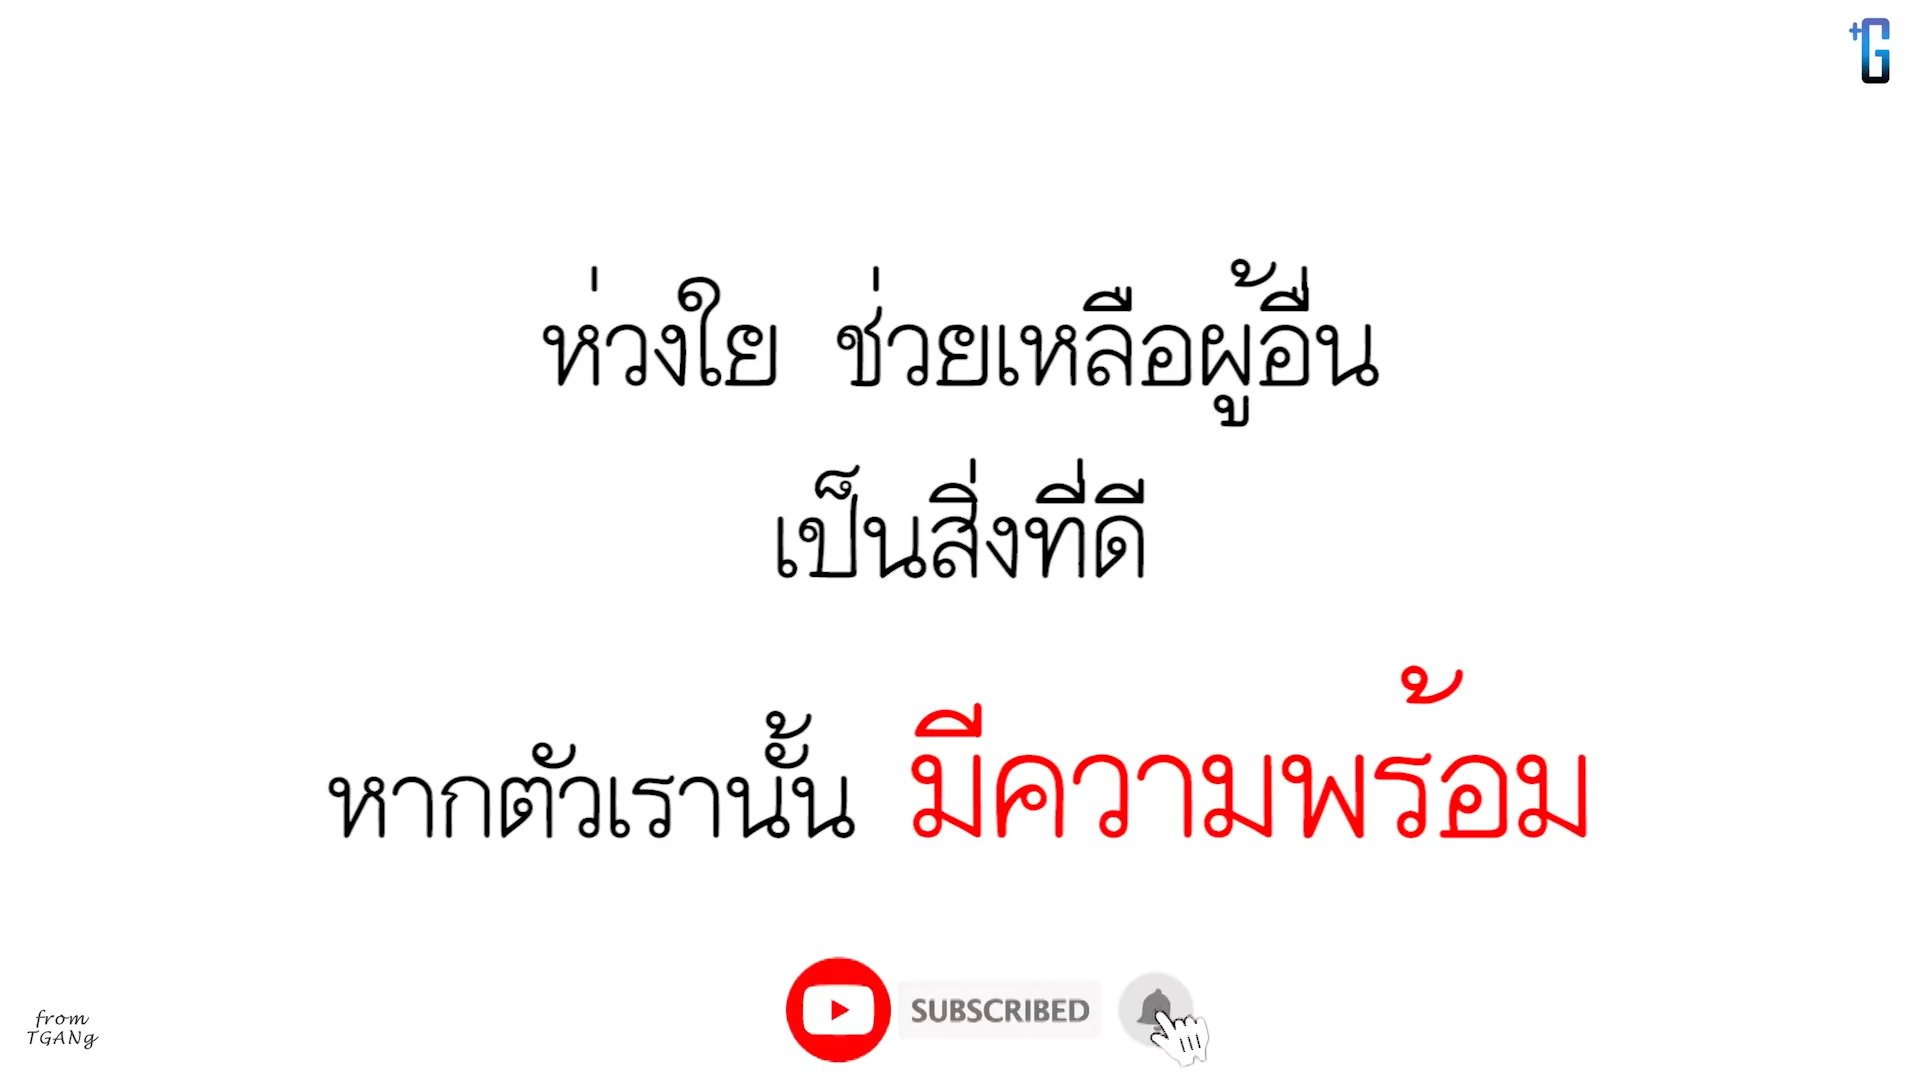 +G
ห่วงใย ช่วยเหลือผู้อื่น
เป็นสิ่งที่ดี
หากตัวเรานั้น มีความพร้อม
SUBSCRIBED
from
TGANg